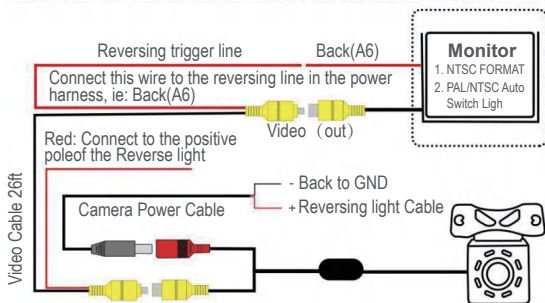 Reversing trigger line
Back(A6)
Monitor
1. NTSC FORMAT
2. PAL/NTSC Auto
Switch Ligh
Connect this wire to the reversing line in the power
harness, ie: Back(A6)
Video （out）
Red: Connect to the positive
poleof the Reverse light
Video Cable 26ft
- Back to GND
+Reversing light Cable
Camera Power Cable